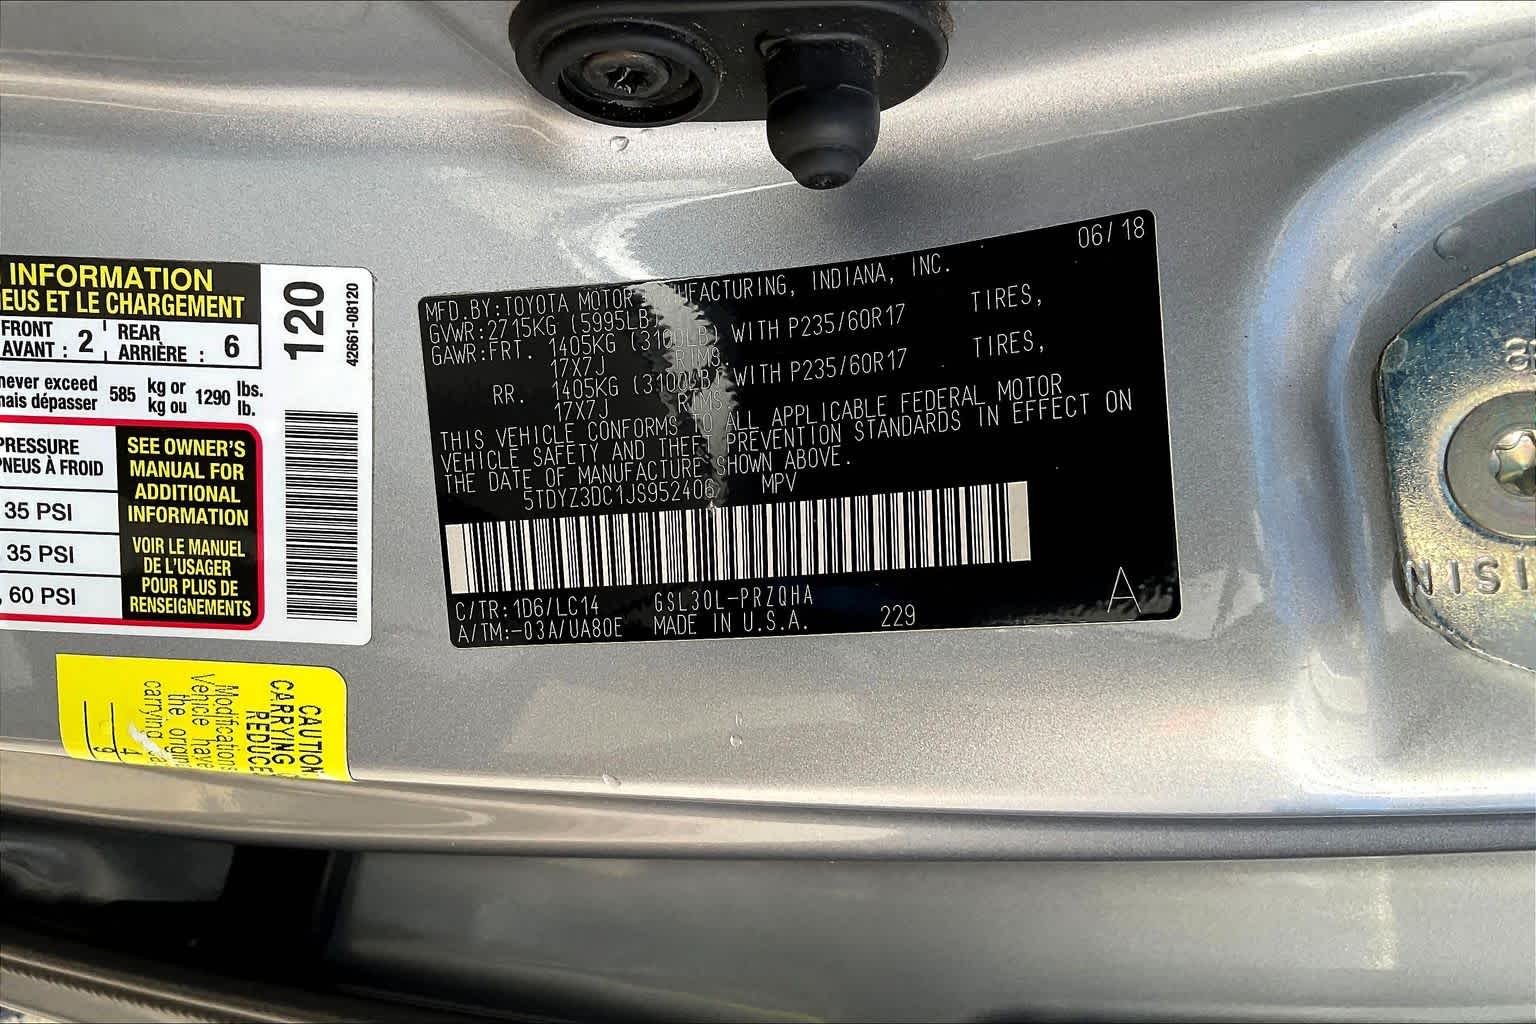 INFORMATION
NEUS ET LE CHARGEMENT
FRONT
AVANT : 2
REAR
ARRIÈRE : 6
never exceed
mais dépasser
585 kg or 1290 lbs.
kg ou lb.
PRESSURE
PNEUS À FROID
35 PSI
35 PSI
, 60 PSI
SEE OWNER'S
MANUAL FOR
ADDITIONAL
INFORMATION
VOIR LE MANUEL
DE L'USAGER
POUR PLUS DE
RENSEIGNEMENTS
120
42661-08120
CAUTION
CARRYING
REDUCE
Modifications
Vehicle have
the origin
carrying
06/18
MFD.BY:TOYOTA MOTOR MANUFACTURING, INDIANA, INC.
GVWR:2715KG (5995LB)
GAWR:FRT. 1405KG (3100LB) WITH P235/60R17 TIRES,
17X7J RIMS.
RR. 1405KG (3100LB) WITH P235/60R17 TIRES,
17X7J RIMS
THIS VEHICLE CONFORMS TO ALL APPLICABLE FEDERAL MOTOR
VEHICLE SAFETY AND THEFT PREVENTION STANDARDS IN EFFECT ON
THE DATE OF MANUFACTURE SHOWN ABOVE.
5TDYZ3DC1JS952406 MPV
C/TR:1D6/LC14 GSL30L-PRZQHA
A/TM:-03A/UA80E MADE IN U.S.A. 229
A
NISIN